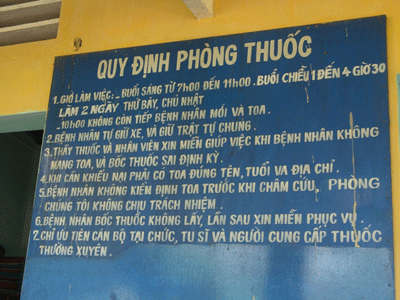 QUY ĐỊNH PHÒNG THUỐC
1. GIỜ LÀM VIỆC: - BUỔI SÁNG TỪ 7h00 ĐẾN 11h00. BUỔI CHIỀU 1 ĐẾN 4 GIỜ 30
LÀM 2 NGÀY THỨ BẢY, CHỦ NHẬT
- 10h00 KHÔNG CÒN TIẾP BỆNH NHÂN MỚI VÀ TOA.
2. BỆNH NHÂN TỰ GIỮ XE, VÀ GIỮ TRẬT TỰ CHUNG.
3. THẦY THUỐC VÀ NHÂN VIÊN XIN MIỄN GIÚP VIỆC KHI BỆNH NHÂN KHÔNG
MANG TOA, VÀ BỐC THUỐC SAI ĐỊNH KỲ.
4. KHI CẦN KHIẾU NẠI PHẢI CÓ TOA ĐÚNG TÊN, TUỔI VÀ ĐỊA CHỈ.
5. BỆNH NHÂN KHÔNG KIỂM ĐỊNH TOA TRƯỚC KHI CHÂM CỨU, PHÒNG
CHÚNG TÔI KHÔNG CHỊU TRÁCH NHIỆM.
6. BỆNH NHÂN BỐC THUỐC KHÔNG LẤY, LẦN SAU XIN MIỄN PHỤC VỤ.
7. CHỈ ƯU TIÊN CÁN BỘ TẠI CHỨC, TU SĨ VÀ NGƯỜI CUNG CẤP THUỐC
THƯỜNG XUYÊN.